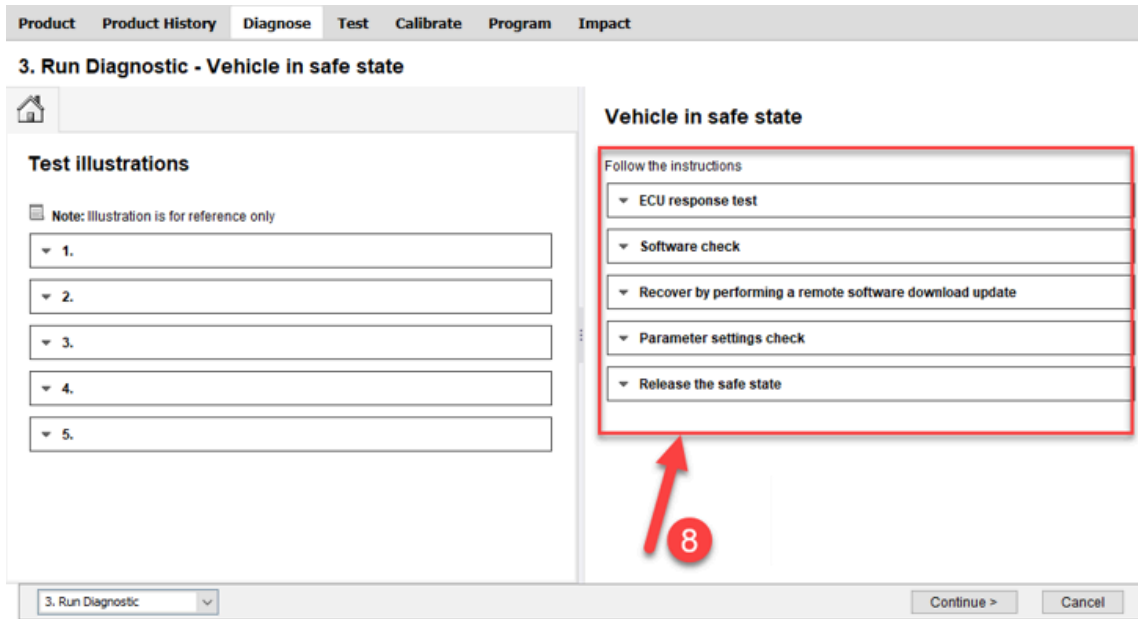 Product Product History Diagnose Test Calibrate Program Impact
3. Run Diagnostic - Vehicle in safe state
Test illustrations
Note: Illustration is for reference only
1.
2.
3.
4.
5.
Vehicle in safe state
Follow the instructions
ECU response test
Software check
Recover by performing a remote software download update
Parameter settings check
Release the safe state
8
3. Run Diagnostic
Continue >
Cancel